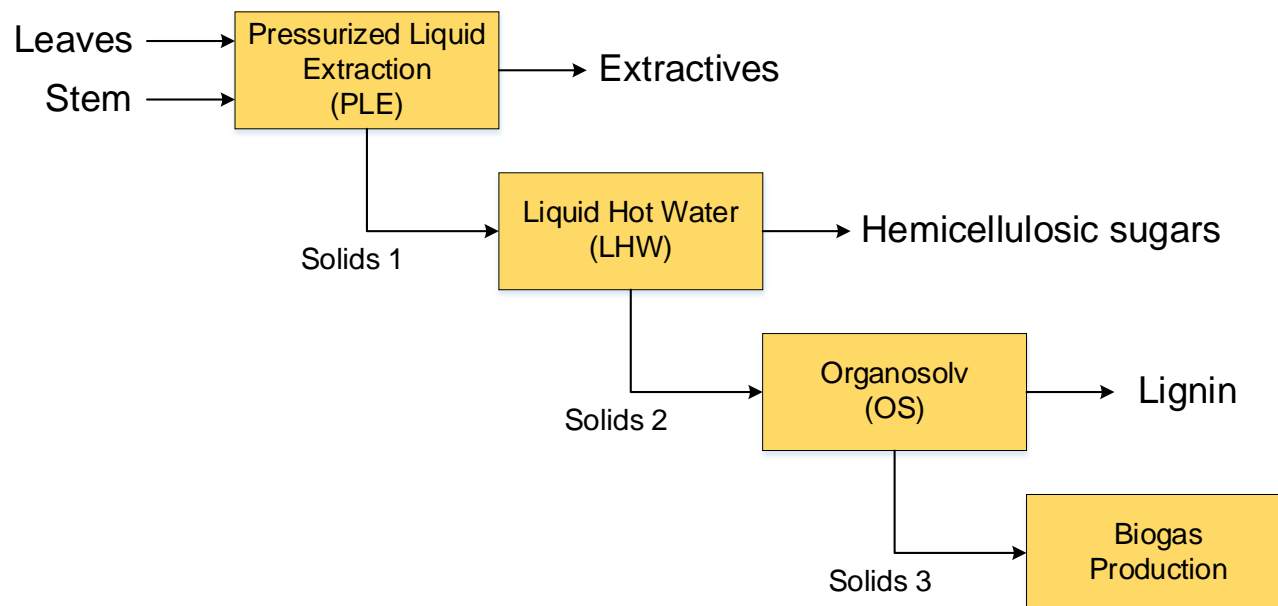 Leaves
Stem
Pressurized Liquid
Extraction
(PLE)
Extractives
Solids 1
Liquid Hot Water
(LHW)
Hemicellulosic sugars
Solids 2
Organosolv
(OS)
Lignin
Solids 3
Biogas
Production